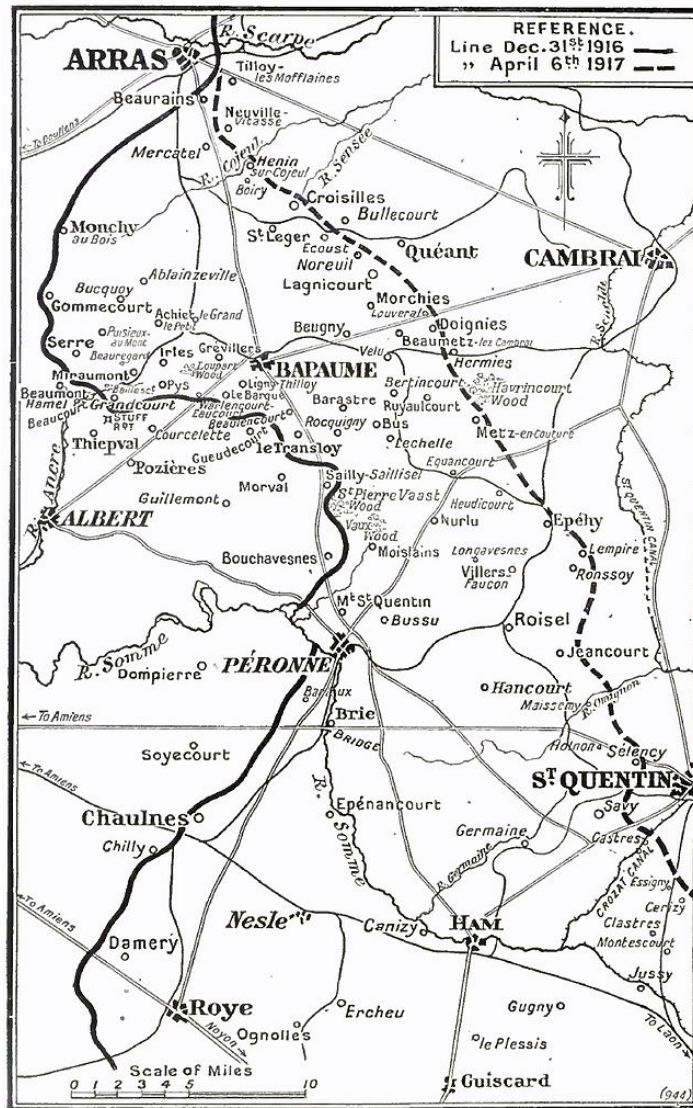 REFERENCE.
Line Dec. 31st 1916
„ April 6th 1917
R. Scarpe
ARRAS
Tilloy-
les Mofflaines
Beaurains
To Doullens
Neuville-
Vitasse
Mercatel
R. Cojeul
Henin
sur Cojeul
Boiry
R. Sensée
Croisilles
Bullecourt
Monchy
au Bois
St Leger
Ecoust
Quéant
Noreuil
CAMBRAI
Lagnicourt
Ablainzeville
Bucquoy
Gommecourt
Morchies
Louveral
Achiet le Grand
le Petit
Puisieux-
au Mont
Doignies
Beugny
Beaumetz-lez Cambrai
Serre
Beauregard
Irles
Grévillers
Velu
Hermies
Loupart
Wood
BAPAUME
Miraumont
Pys
Ligny-Thilloy
Bertincourt
Havrincourt
Wood
Beaumont
Hamel
Grandcourt
Le Barque
Barastre
Ruyaulcourt
Beaucourt
Warlencourt-
Eaucourt
STUFF
RDT
Beaulencourt
Rocquigny
Bus
Metz-en-Couture
Thiepval
Courcelette
Gueudecourt
Lechelle
le Transloy
Pozières
Equancourt
Sailly-Saillisel
Morval
St Pierre Vaast
Wood
Heudicourt
R. Ancre
Guillemont
ALBERT
Vaux
Wood
Nurlu
Epéhy
ST QUENTIN CANAL
Bouchavesnes
Moislains
Longavesnes
Lempire
Villers
Faucon
Ronssoy
Mt St Quentin
Bussu
Roisel
R. Somme
PÉRONNE
Jeancourt
Dompierre
Hancourt
Maissemy
R. Omignon
To Amiens
Brie
BRIDGE
Holnon
Sélency
Soyecourt
To Amiens
ST QUENTIN
R. Somme
Epénancourt
Savy
Chaulnes
Germaine
Castres
Chilly
R. Germaine
CROZAT CANAL
Essigny
Cerizy
To Amiens
Nesle
Canizy
HAM
Clastres
Montescourt
Damery
Jussy
Roye
Ercheu
Gugny
Noyon
Ognolles
le Plessis
To Laon
Scale of Miles
0 1 2 3 4 5 10
Guiscard
(944)